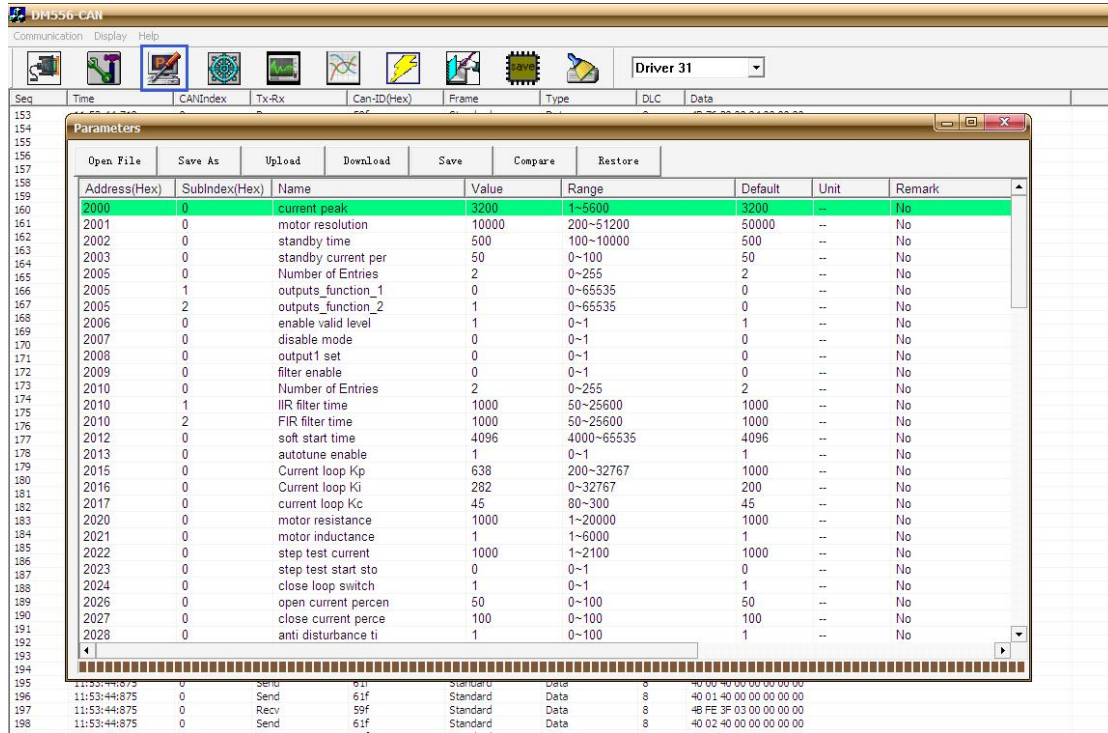 DM556-CAN
Communication Display Help
save
Driver 31
Seq Time CANIndex Tx-Rx Can-ID(Hex) Frame Type DLC Data
153
154
155
156
157
158
159
160
161
162
163
164
165
166
167
168
169
170
171
172
173
174
175
176
177
178
179
180
181
182
183
184
185
186
187
188
189
190
191
192
193
194
Parameters
Open File Save As Upload Download Save Compare Restore
Address(Hex) SubIndex(Hex) Name Value Range Default Unit Remark
2000 0 current peak 3200 1~5600 3200 -- No
2001 0 motor resolution 10000 200~51200 50000 -- No
2002 0 standby time 500 100~10000 500 -- No
2003 0 standby current per 50 0~100 50 -- No
2005 0 Number of Entries 2 0~255 2 -- No
2005 1 outputs_function_1 0 0~65535 0 -- No
2005 2 outputs_function_2 1 0~65535 0 -- No
2006 0 enable valid level 1 0~1 1 -- No
2007 0 disable mode 0 0~1 0 -- No
2008 0 output1 set 0 0~1 0 -- No
2009 0 filter enable 0 0~1 0 -- No
2010 0 Number of Entries 2 0~255 2 -- No
2010 1 IIR filter time 1000 50~25600 1000 -- No
2010 2 FIR filter time 1000 50~25600 1000 -- No
2012 0 soft start time 4096 4000~65535 4096 -- No
2013 0 autotune enable 1 0~1 1 -- No
2015 0 Current loop Kp 638 200~32767 1000 -- No
2016 0 Current loop Ki 282 0~32767 200 -- No
2017 0 current loop Kc 45 80~300 45 -- No
2020 0 motor resistance 1000 1~20000 1000 -- No
2021 0 motor inductance 1 1~6000 1 -- No
2022 0 step test current 1000 1~2100 1000 -- No
2023 0 step test start sto 0 0~1 0 -- No
2024 0 close loop switch 1 0~1 1 -- No
2026 0 open current percen 50 0~100 50 -- No
2027 0 close current perce 100 0~100 100 -- No
2028 0 anti disturbance ti 1 0~100 1 -- No
195 11:53:44:875 0 Send 61f Standard Data 8 40 00 40 00 00 00 00 00
196 11:53:44:875 0 Send 61f Standard Data 8 40 01 40 00 00 00 00 00
197 11:53:44:875 0 Recv 59f Standard Data 8 4B FE 3F 03 00 00 00 00
198 11:53:44:875 0 Send 61f Standard Data 8 40 02 40 00 00 00 00 00